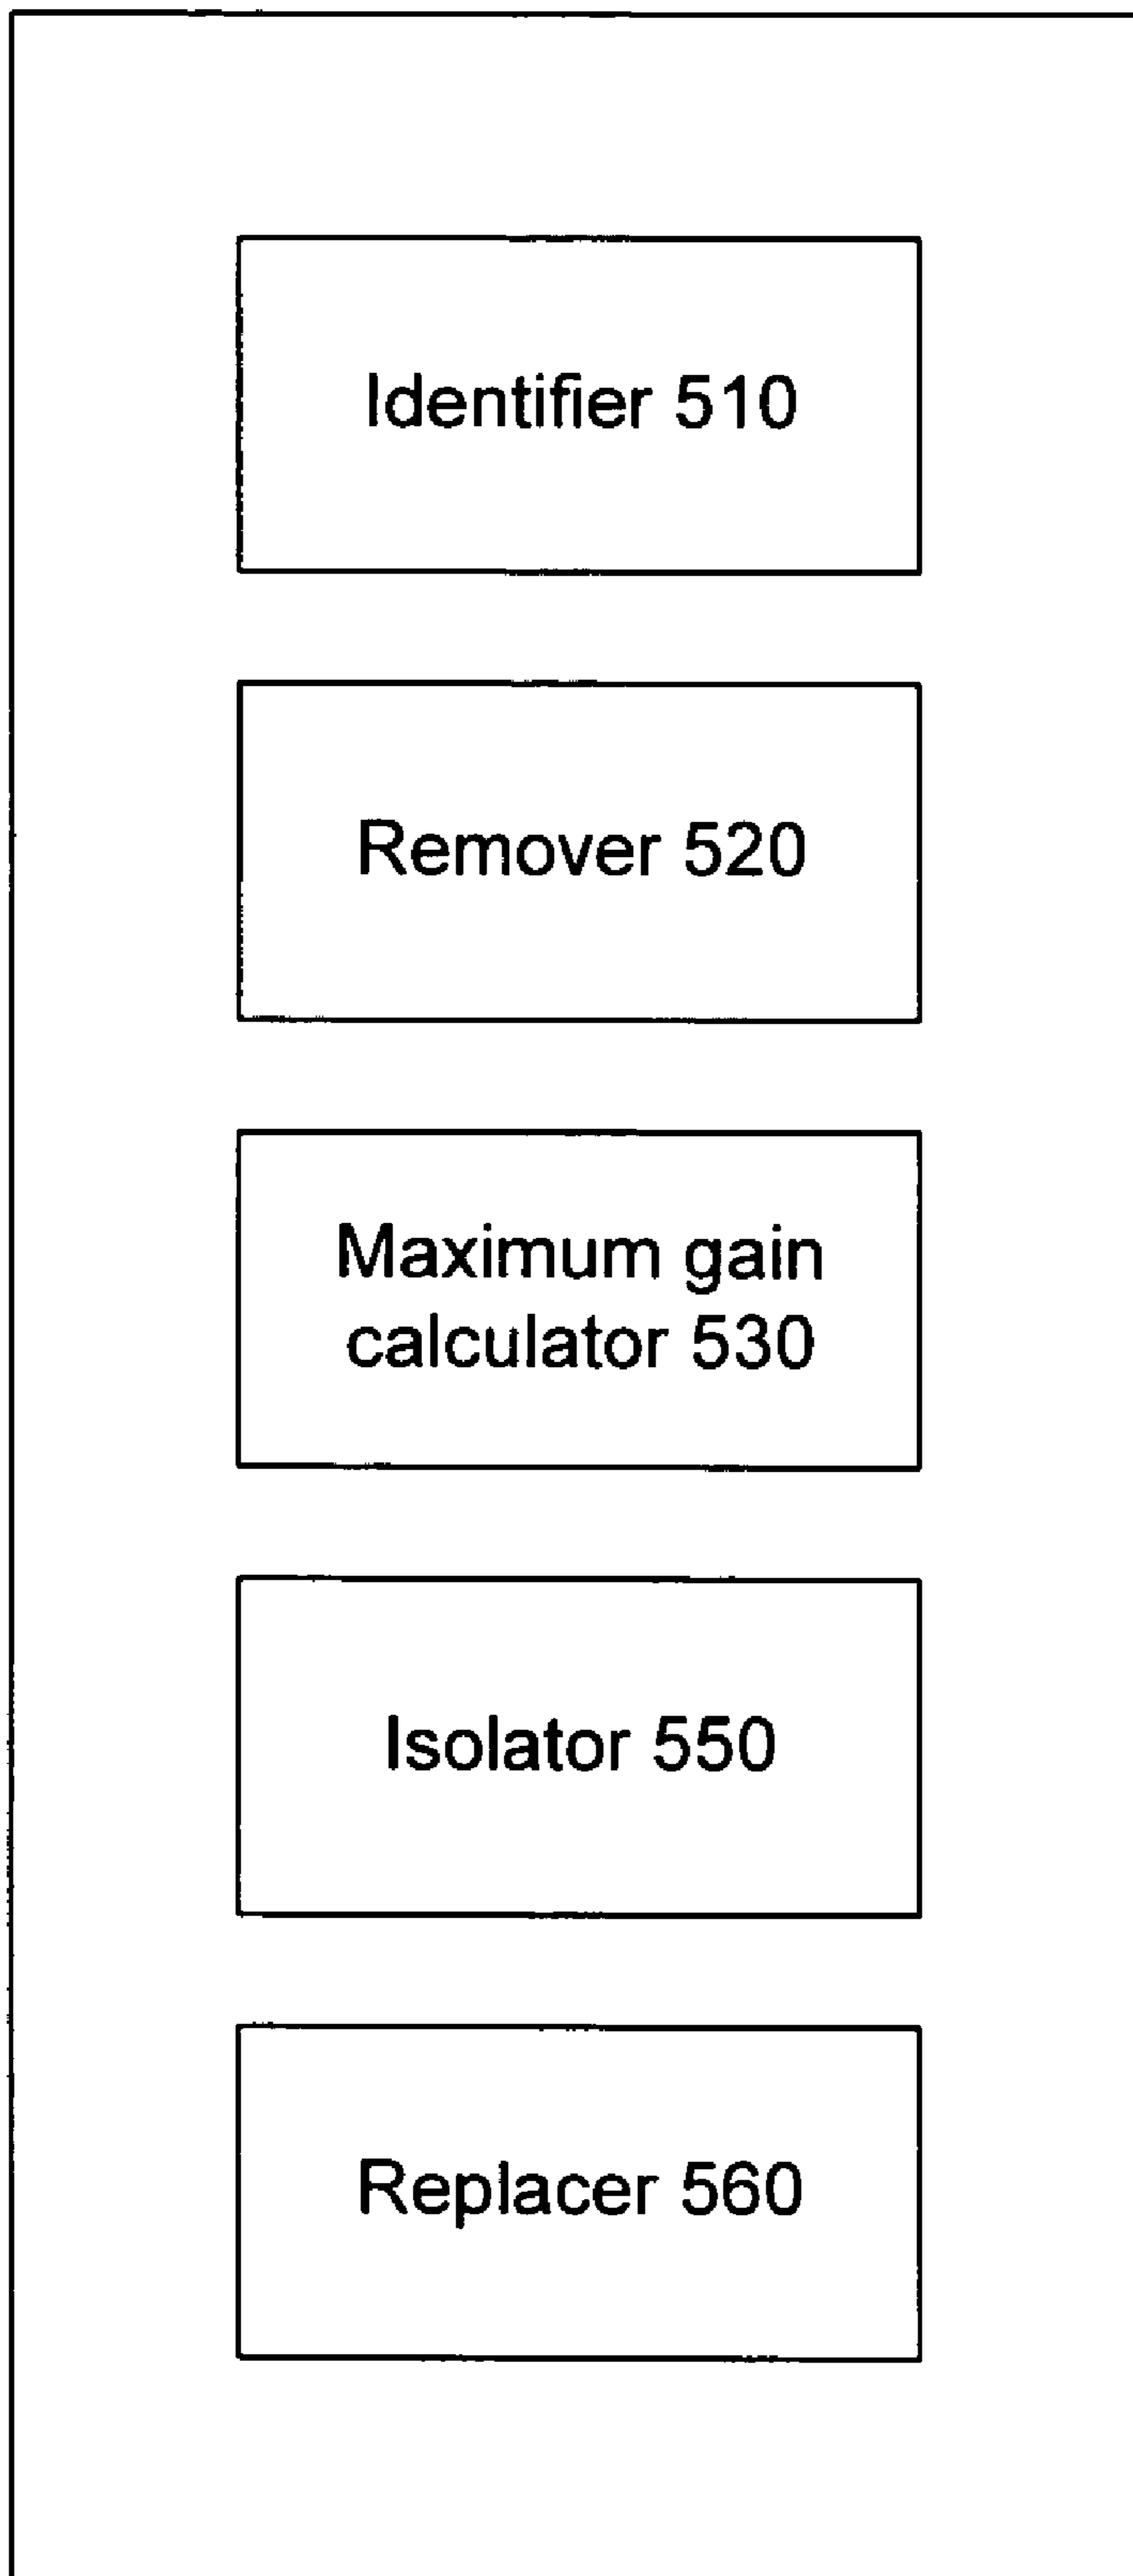 Identifier 510
Remover 520
Maximum gain
calculator 530
Isolator 550
Replacer 560